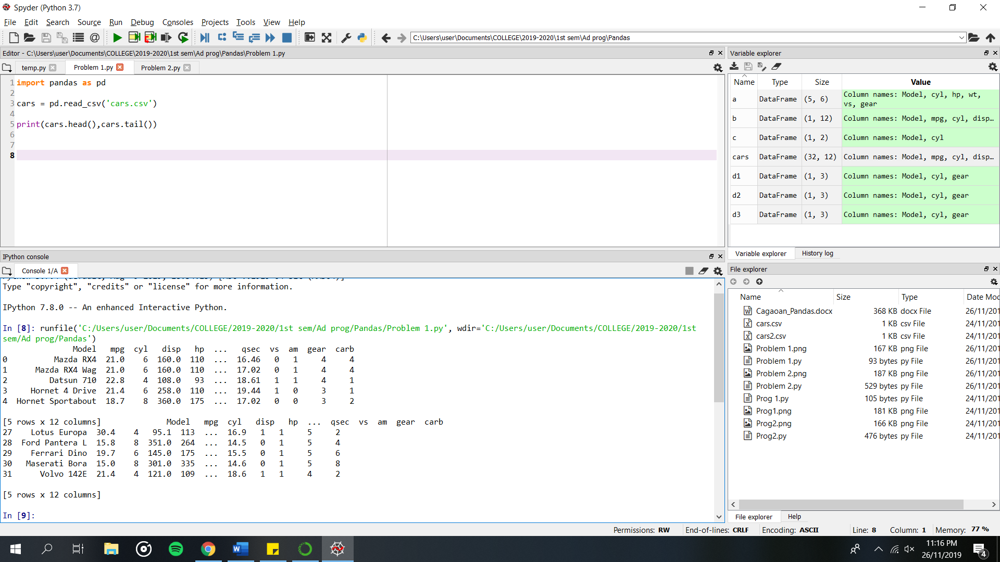 Spyder (Python 3.7)
File Edit Search Source Run Debug Consoles Projects Tools View Help
C:\Users\user\Documents\COLLEGE\2019-2020\1st sem\Ad prog\Pandas
Editor - C:\Users\user\Documents\COLLEGE\2019-2020\1st sem\Ad prog\Pandas\Problem 1.py
temp.py Problem 1.py Problem 2.py
1 import pandas as pd
2
3 cars = pd.read_csv('cars.csv')
4
5 print(cars.head(),cars.tail())
6
7
8
Variable explorer
Name Type Size Value
a DataFrame (5, 6) Column names: Model, cyl, hp, wt,
vs, gear
b DataFrame (1, 12) Column names: Model, mpg, cyl, disp…
c DataFrame (1, 2) Column names: Model, cyl
cars DataFrame (32, 12) Column names: Model, mpg, cyl, disp…
d1 DataFrame (1, 3) Column names: Model, cyl, gear
d2 DataFrame (1, 3) Column names: Model, cyl, gear
d3 DataFrame (1, 3) Column names: Model, cyl, gear
Variable explorer History log
IPython console
Console 1/A
Type "copyright", "credits" or "license" for more information.
IPython 7.8.0 -- An enhanced Interactive Python.
In [8]: runfile('C:/Users/user/Documents/COLLEGE/2019-2020/1st sem/Ad prog/Pandas/Problem 1.py', wdir='C:/Users/user/Documents/COLLEGE/2019-2020/1st
sem/Ad prog/Pandas')
Model mpg cyl disp hp ... qsec vs am gear carb
0 Mazda RX4 21.0 6 160.0 110 ... 16.46 0 1 4 4
1 Mazda RX4 Wag 21.0 6 160.0 110 ... 17.02 0 1 4 4
2 Datsun 710 22.8 4 108.0 93 ... 18.61 1 1 4 1
3 Hornet 4 Drive 21.4 6 258.0 110 ... 19.44 1 0 3 1
4 Hornet Sportabout 18.7 8 360.0 175 ... 17.02 0 0 3 2
[5 rows x 12 columns] Model mpg cyl disp hp ... qsec vs am gear carb
27 Lotus Europa 30.4 4 95.1 113 ... 16.9 1 1 5 2
28 Ford Pantera L 15.8 8 351.0 264 ... 14.5 0 1 5 4
29 Ferrari Dino 19.7 6 145.0 175 ... 15.5 0 1 5 6
30 Maserati Bora 15.0 8 301.0 335 ... 14.6 0 1 5 8
31 Volvo 142E 21.4 4 121.0 109 ... 18.6 1 1 4 2
[5 rows x 12 columns]
In [9]:
File explorer
Name Size Type Date Mod
Cagaoan_Pandas.docx 368 KB docx File 26/11/201
cars.csv 1 KB csv File 24/11/201
cars2.csv 1 KB csv File 24/11/201
Problem 1.png 167 KB png File 26/11/201
Problem 1.py 93 bytes py File 26/11/201
Problem 2.png 187 KB png File 26/11/201
Problem 2.py 529 bytes py File 26/11/201
Prog 1.py 105 bytes py File 24/11/201
Prog1.png 181 KB png File 24/11/201
Prog2.png 166 KB png File 24/11/201
Prog2.py 476 bytes py File 24/11/201
File explorer Help
Permissions: RW End-of-lines: CRLF Encoding: ASCII Line: 8 Column: 1 Memory: 77 %
11:16 PM
26/11/2019
4